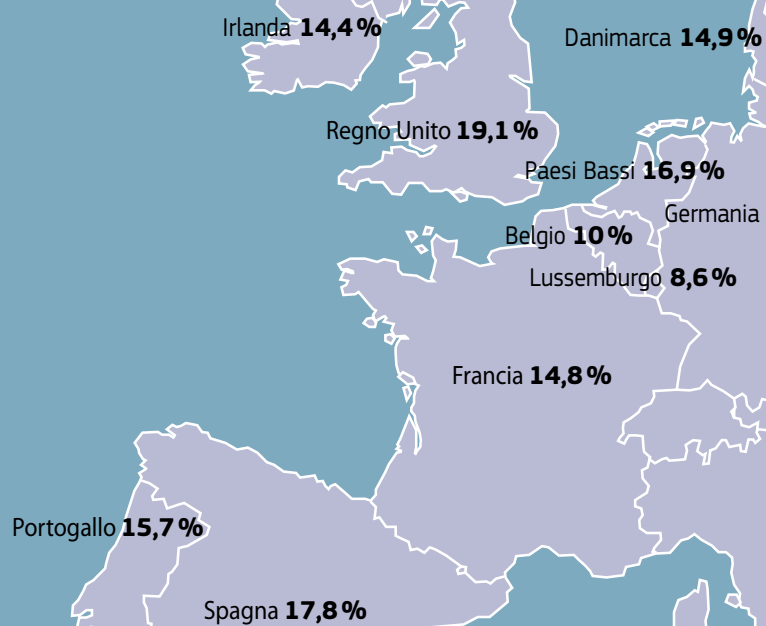 Irlanda 14,4 %
Danimarca 14,9 %
Regno Unito 19,1 %
Paesi Bassi 16,9 %
Germania
Belgio 10 %
Lussemburgo 8,6 %
Francia 14,8 %
Portogallo 15,7 %
Spagna 17,8 %